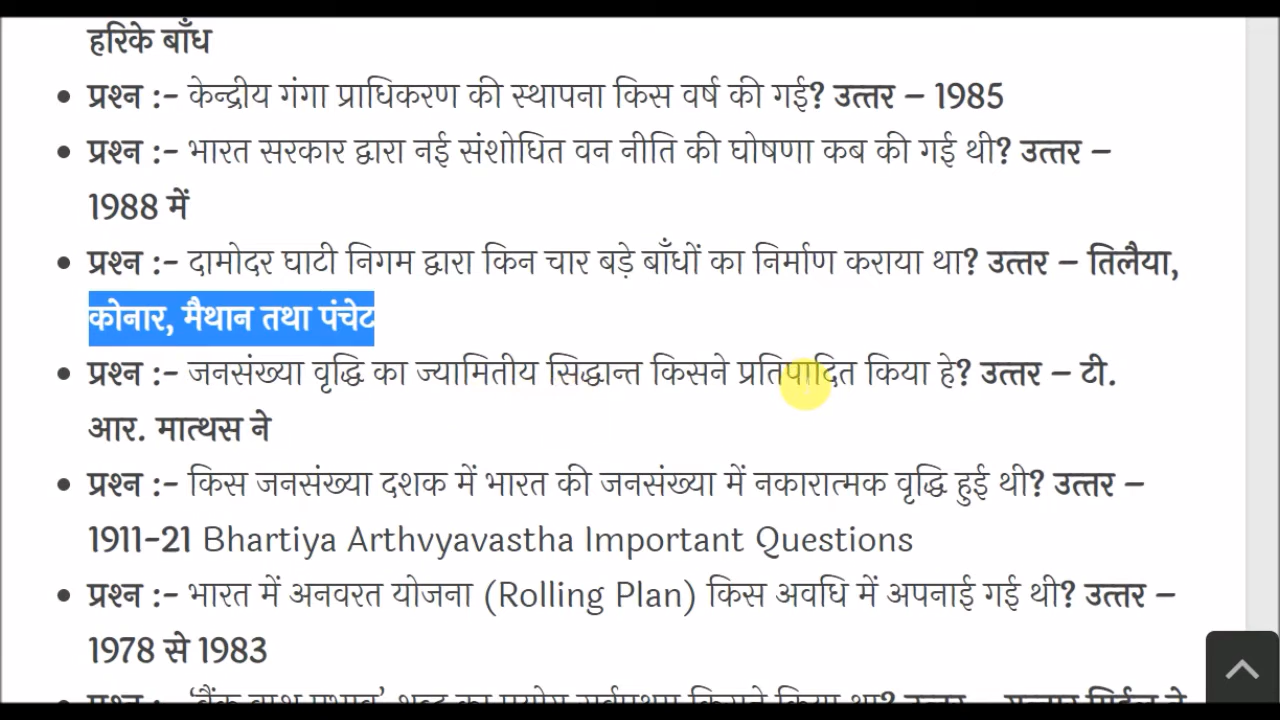 हरिके बाँध
• प्रश्न :- केन्द्रीय गंगा प्राधिकरण की स्थापना किस वर्ष की गई? उत्तर – 1985
• प्रश्न :- भारत सरकार द्वारा नई संशोधित वन नीति की घोषणा कब की गई थी? उत्तर –
1988 में
• प्रश्न :- दामोदर घाटी निगम द्वारा किन चार बड़े बाँधों का निर्माण कराया था? उत्तर – तिलैया,
कोनार, मैथान तथा पंचेट
• प्रश्न :- जनसंख्या वृद्धि का ज्यामितीय सिद्धान्त किसने प्रतिपादित किया हे? उत्तर – टी.
आर. मात्थस ने
• प्रश्न :- किस जनसंख्या दशक में भारत की जनसंख्या में नकारात्मक वृद्धि हुई थी? उत्तर –
1911-21 Bhartiya Arthvyavastha Important Questions
• प्रश्न :- भारत में अनवरत योजना (Rolling Plan) किस अवधि में अपनाई गई थी? उत्तर –
1978 से 1983